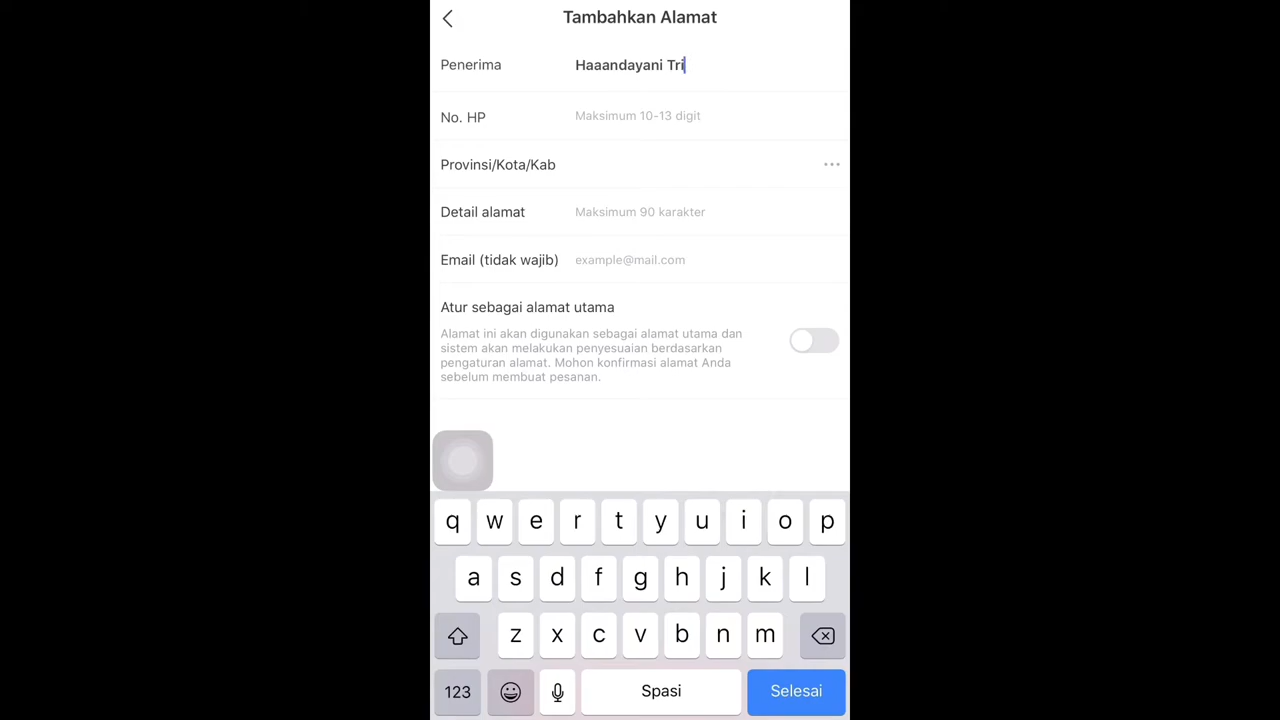 Tambahkan Alamat
Penerima Haaandayani Tri
No. HP Maksimum 10-13 digit
Provinsi/Kota/Kab ...
Detail alamat Maksimum 90 karakter
Email (tidak wajib) example@mail.com
Atur sebagai alamat utama
Alamat ini akan digunakan sebagai alamat utama dan
sistem akan melakukan penyesuaian berdasarkan
pengaturan alamat. Mohon konfirmasi alamat Anda
sebelum membuat pesanan.
q w e r t y u i o p
a s d f g h j k l
z x c v b n m
123 Spasi Selesai